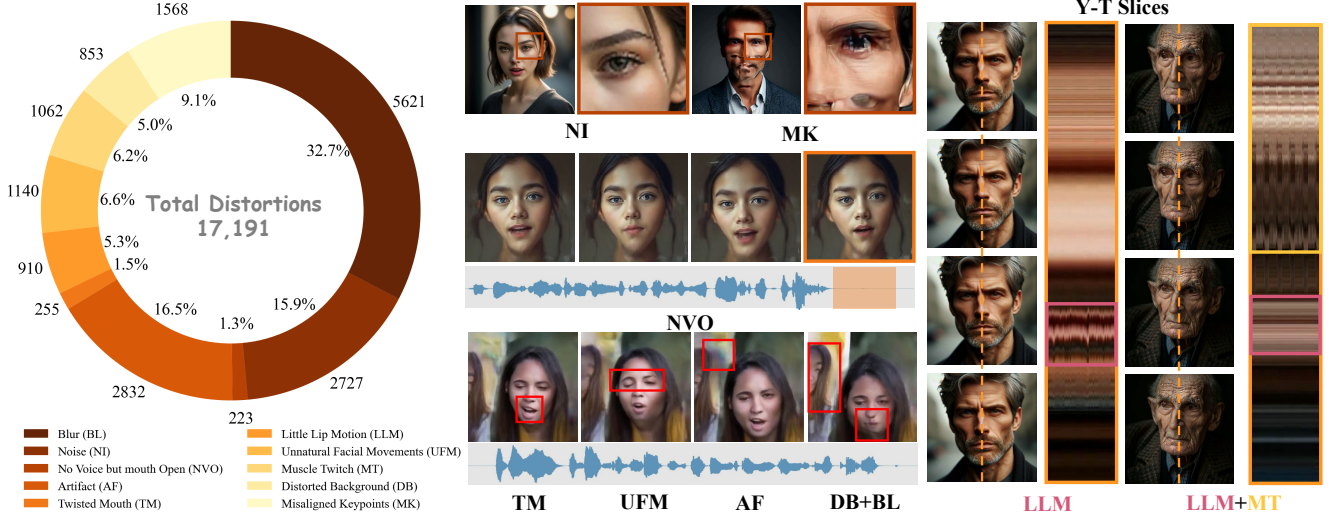 1568
853
1062
1140
910
255
2832
223
2727
5621
9.1%
5.0%
6.2%
6.6%
5.3%
1.5%
16.5%
1.3%
15.9%
32.7%
Total Distortions
17,191
Blur (BL)
Noise (NI)
No Voice but mouth Open (NVO)
Artifact (AF)
Twisted Mouth (TM)
Little Lip Motion (LLM)
Unnatural Facial Movements (UFM)
Muscle Twitch (MT)
Distorted Background (DB)
Misaligned Keypoints (MK)
NI
MK
NVO
TM
UFM
AF
DB+BL
Y-T Slices
LLM
LLM+MT